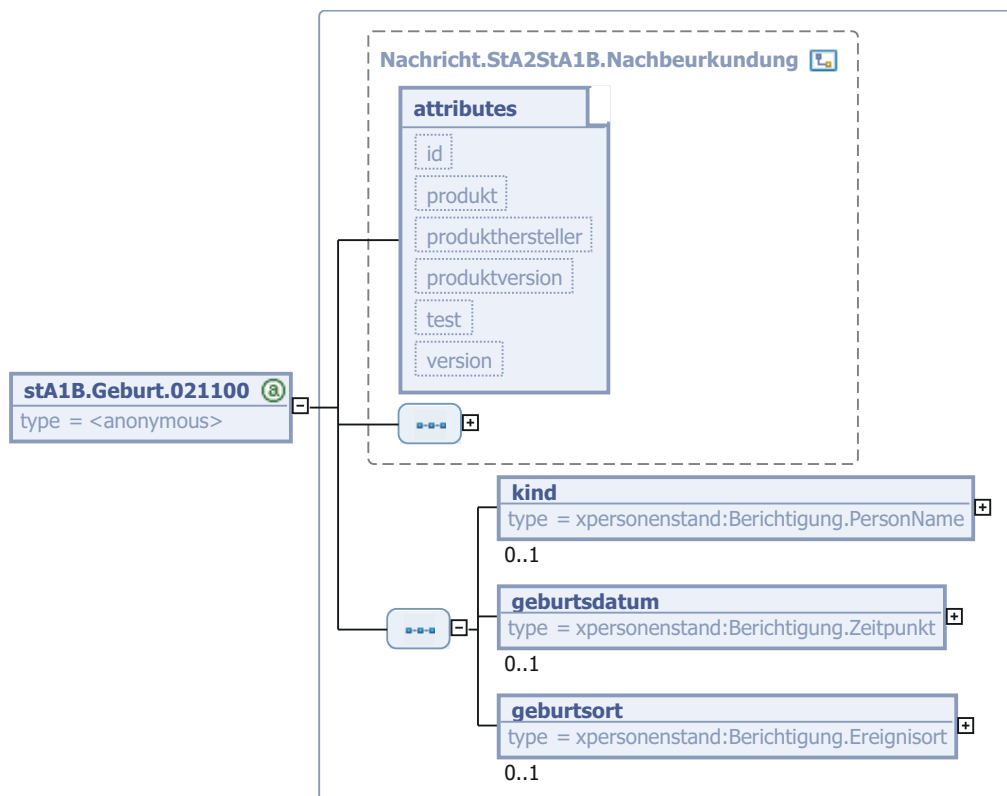 Nachricht.StA2StA1B.Nachbeurkundung
attributes
id
produkt
produkthersteller
produktversion
test
version
stA1B.Geburt.021100 a
type = <anonymous>
kind
type = xpersonenstand:Berichtigung.PersonName
0..1
geburtsdatum
type = xpersonenstand:Berichtigung.Zeitpunkt
0..1
geburtsort
type = xpersonenstand:Berichtigung.Ereignisort
0..1